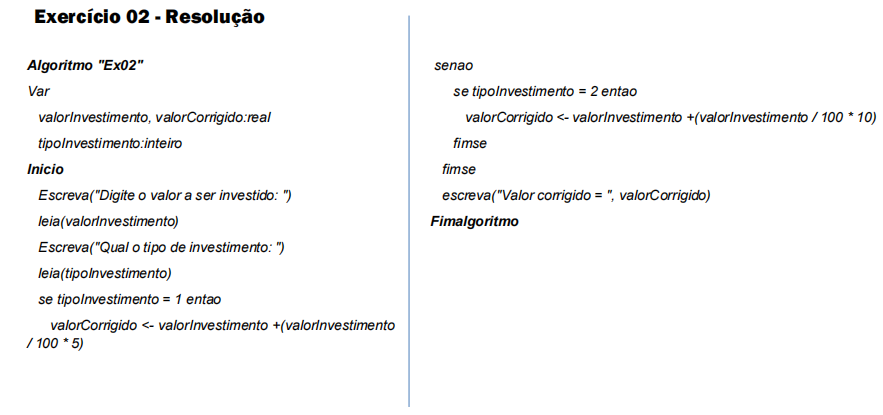 Exercício 02 - Resolução
Algoritmo "Ex02"
Var
valorInvestimento, valorCorrigido:real
tipoInvestimento:inteiro
Inicio
Escreva("Digite o valor a ser investido: ")
leia(valorInvestimento)
Escreva("Qual o tipo de investimento: ")
leia(tipoInvestimento)
se tipoInvestimento = 1 entao
valorCorrigido <- valorInvestimento +(valorInvestimento
/ 100 * 5)
senao
se tipoInvestimento = 2 entao
valorCorrigido <- valorInvestimento +(valorInvestimento / 100 * 10)
fimse
fimse
escreva("Valor corrigido = ", valorCorrigido)
Fimalgoritmo